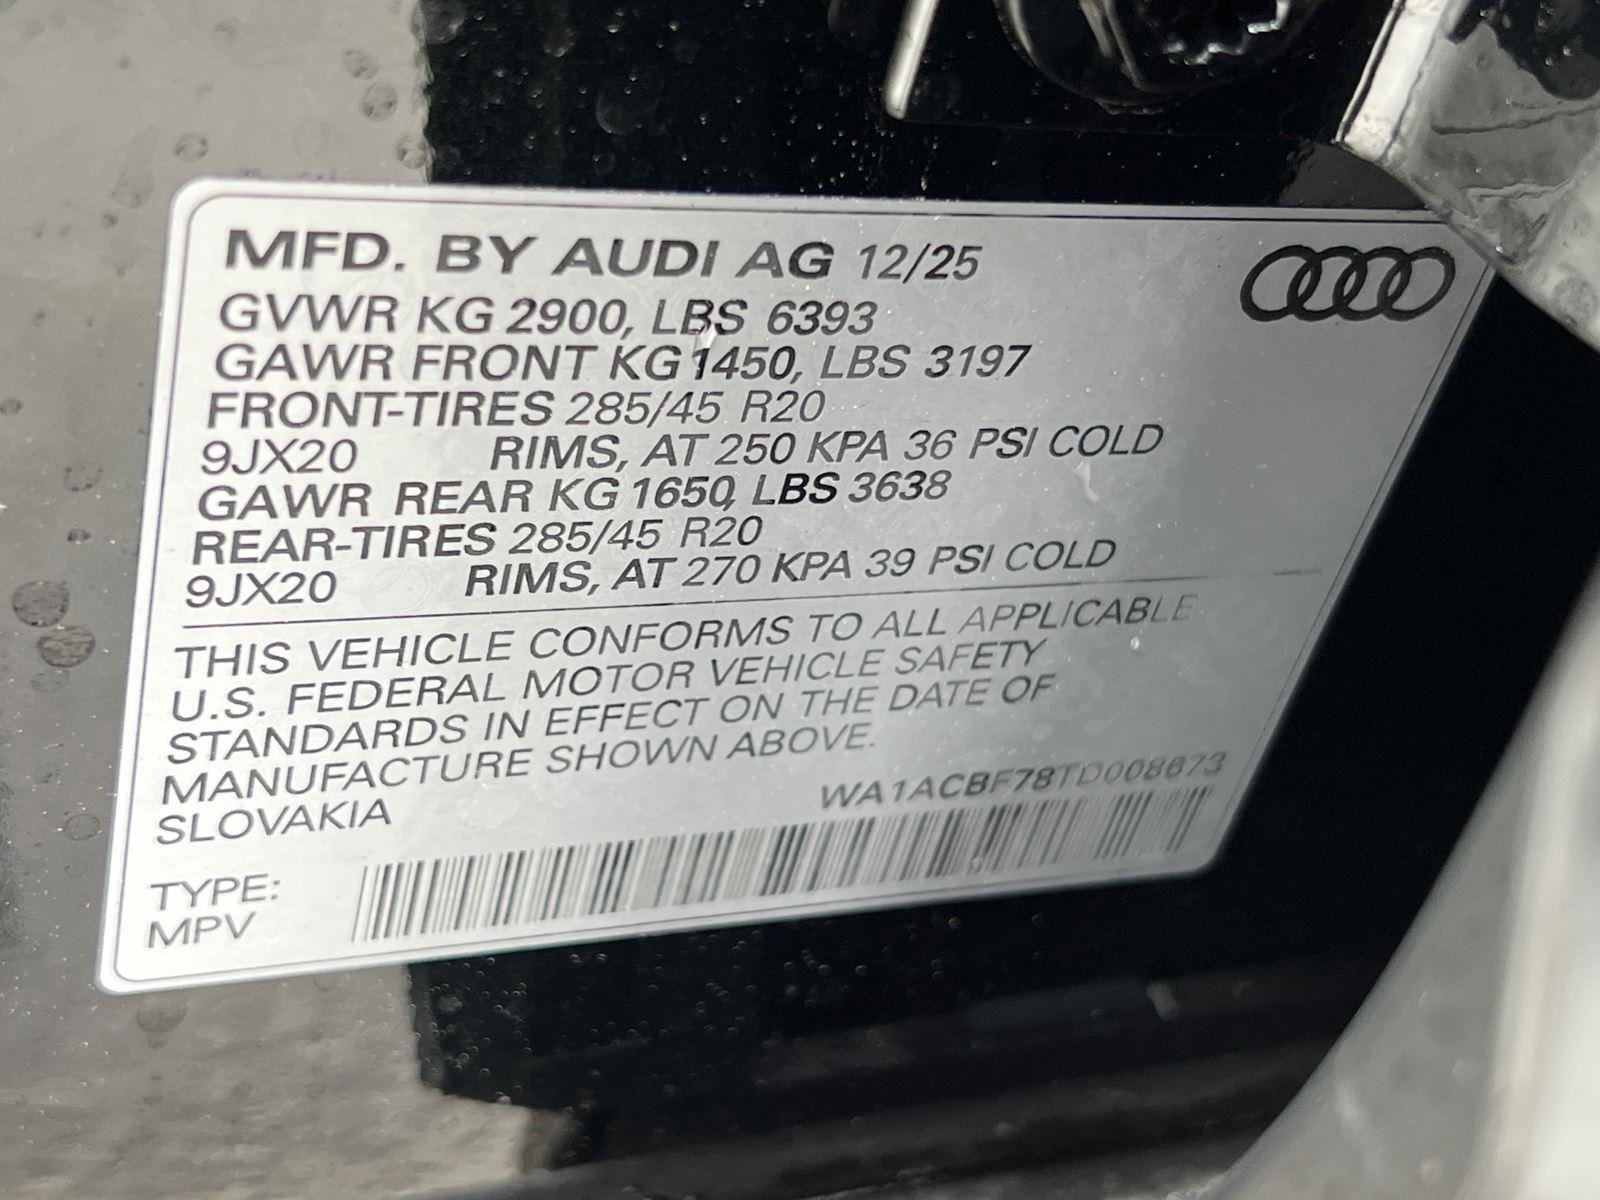 MFD. BY AUDI AG 12/25
GVWR KG 2900, LBS 6393
GAWR FRONT KG 1450, LBS 3197
FRONT-TIRES 285/45 R20
9JX20 RIMS, AT 250 KPA 36 PSI COLD
GAWR REAR KG 1650, LBS 3638
REAR-TIRES 285/45 R20
9JX20 RIMS, AT 270 KPA 39 PSI COLD
THIS VEHICLE CONFORMS TO ALL APPLICABLE
U.S. FEDERAL MOTOR VEHICLE SAFETY
STANDARDS IN EFFECT ON THE DATE OF
MANUFACTURE SHOWN ABOVE.
SLOVAKIA
WA1ACBF78TD008673
TYPE:
MPV